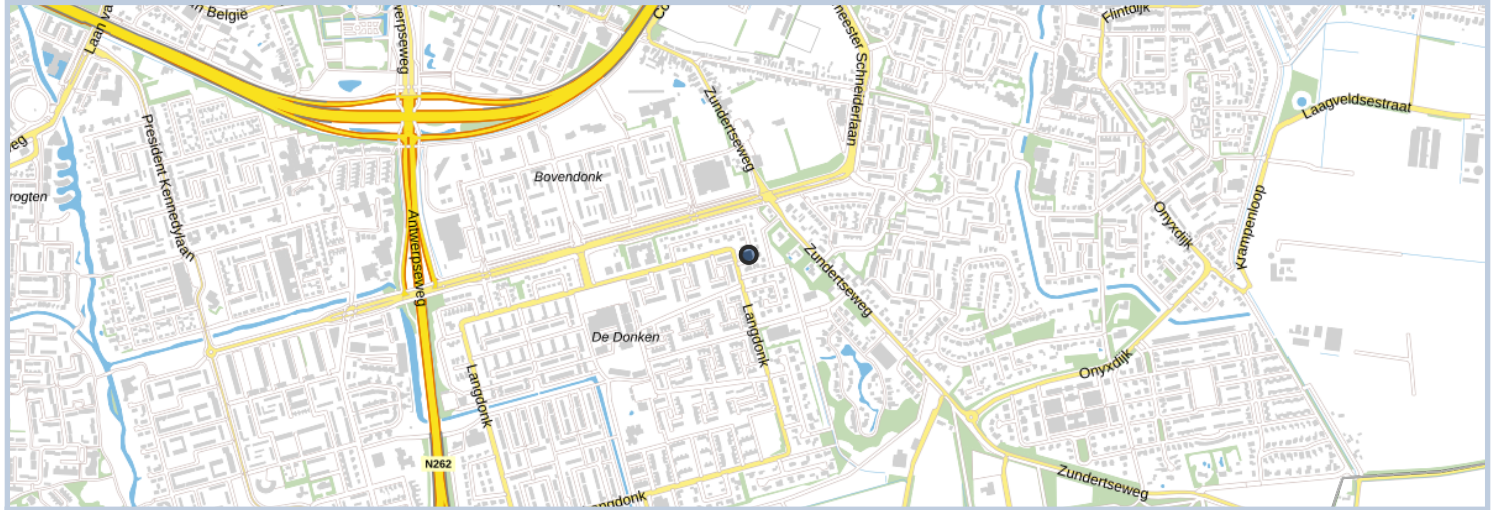 België
Flintdijk
Laan va
Antwerpseweg
Schneiderlaan
Laagveldsestraat
Zundertseweg
President Kennedylaan
Bovendonk
rogten
Onyxdijk
Krampenloop
Antwerpseweg
Zundertseweg
De Donken
Langdonk
Onyxdijk
Langdonk
N262
Zundertseweg